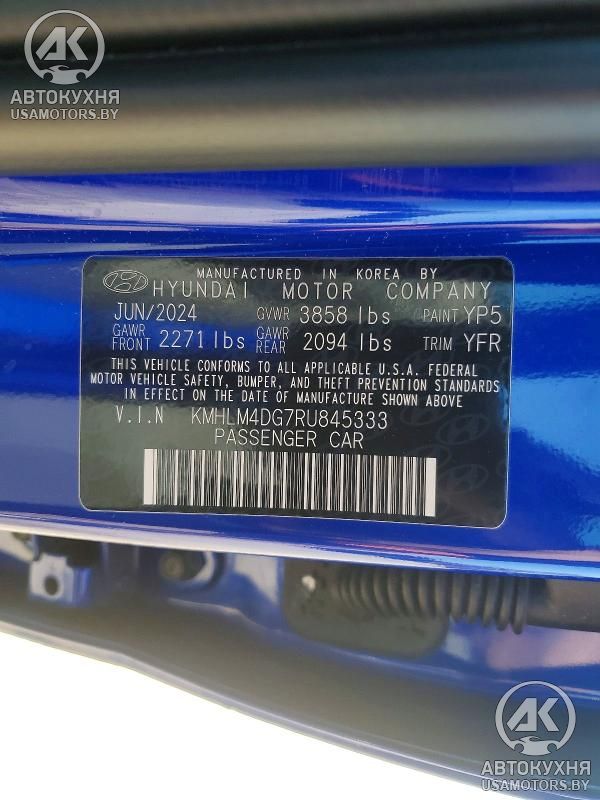 AK
АВТОКУХНЯ
USAMOTORS.BY
MANUFACTURED IN KOREA BY
HYUNDAI MOTOR COMPANY
JUN/2024 GVWR 3858 lbs PAINT YP5
GAWR FRONT 2271 lbs GAWR REAR 2094 lbs TRIM YFR
THIS VEHICLE CONFORMS TO ALL APPLICABLE U.S.A. FEDERAL
MOTOR VEHICLE SAFETY, BUMPER, AND THEFT PREVENTION STANDARDS
IN EFFECT ON THE DATE OF MANUFACTURE SHOWN ABOVE
V.I.N KMHLM4DG7RU845333
PASSENGER CAR
AK
АВТОКУХНЯ
USAMOTORS.BY